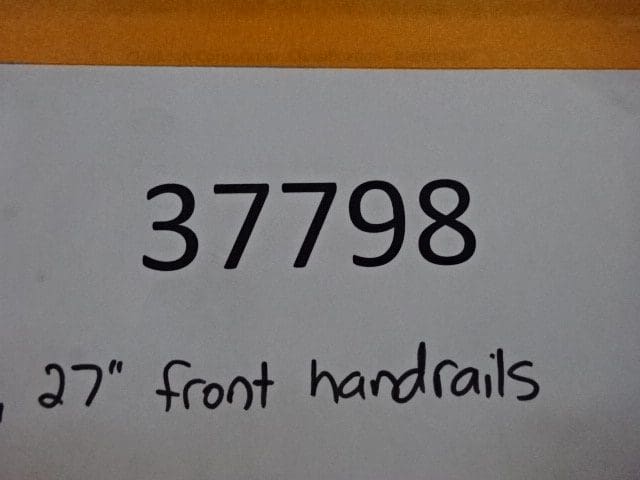 37798
, 27" front handrails